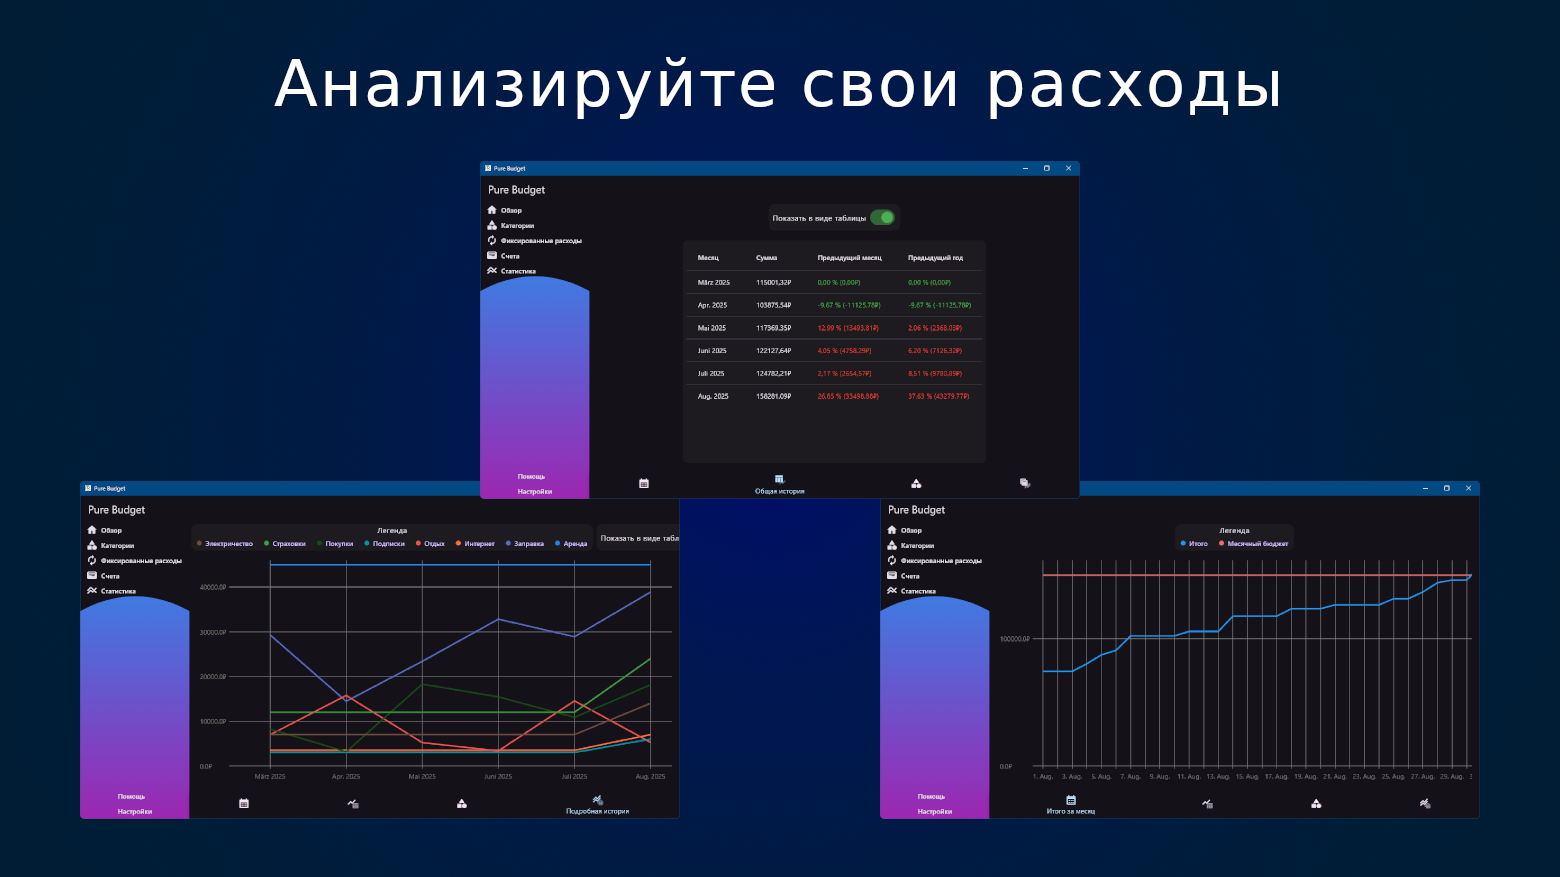 Анализируйте свои расходы
Pure Budget
Pure Budget
Обзор
Категории
Фиксированные расходы
Счета
Статистика
Помощь
Настройки
Показать в виде таблицы
Месяц Сумма Предыдущий месяц Предыдущий год
März 2025 115001,32₽ 0,00 % (0,00₽) 0,00 % (0,00₽)
Apr. 2025 103875,54₽ -9,67 % (-11125,78₽) -9,67 % (-11125,78₽)
Mai 2025 117369,35₽ 12,99 % (13493,81₽) 2,06 % (2368,03₽)
Juni 2025 122127,64₽ 4,05 % (4758,29₽) 6,20 % (7126,32₽)
Juli 2025 124782,21₽ 2,17 % (2654,57₽) 8,51 % (9780,89₽)
Aug. 2025 158281,09₽ 26,85 % (33498,88₽) 37,63 % (43279,77₽)
Общая история
Pure Budget
Pure Budget
Обзор
Категории
Фиксированные расходы
Счета
Статистика
Помощь
Настройки
Легенда
Электричество Страховки Покупки Подписки Отдых Интернет Заправка Аренда
Показать в виде табл
40000.0₽
30000.0₽
20000.0₽
10000.0₽
0.0₽
März 2025 Apr. 2025 Mai 2025 Juni 2025 Juli 2025 Aug. 2025
Подробная история
Pure Budget
Обзор
Категории
Фиксированные расходы
Счета
Статистика
Помощь
Настройки
Легенда
Итого Месячный бюджет
100000.0₽
0.0₽
1. Aug. 3. Aug. 5. Aug. 7. Aug. 9. Aug. 11. Aug. 13. Aug. 15. Aug. 17. Aug. 19. Aug. 21. Aug. 23. Aug. 25. Aug. 27. Aug. 29. Aug. 3
Итого за месяц